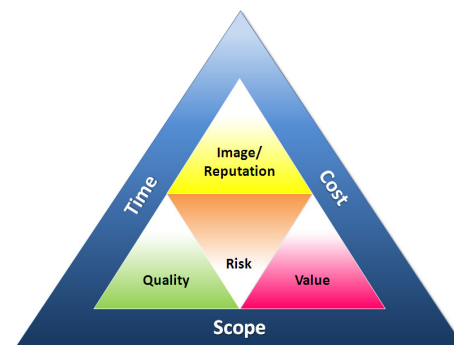 Image/
Reputation
Time
Cost
Risk
Quality
Value
Scope